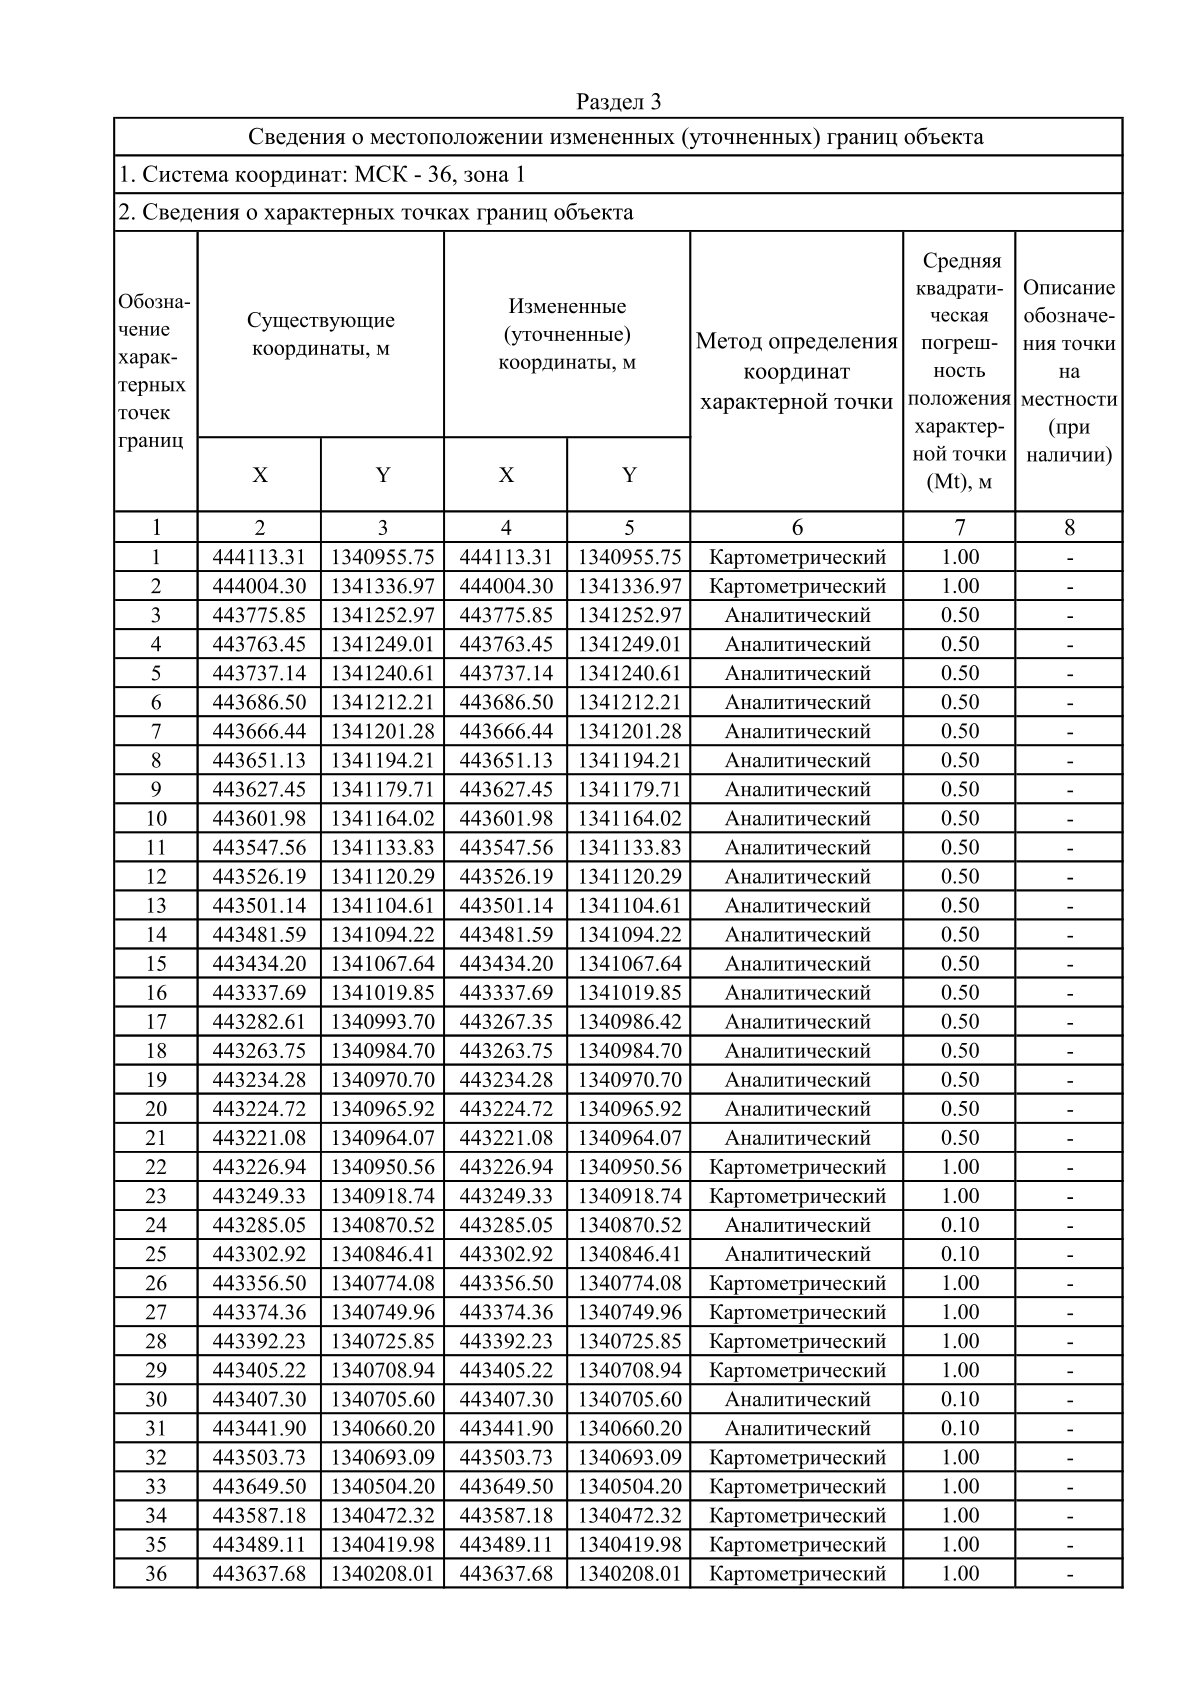 Раздел 3
Сведения о местоположении измененных (уточненных) границ объекта
1. Система координат: МСК - 36, зона 1
2. Сведения о характерных точках границ объекта
Обозна-
чение
харак-
терных
точек
границ
Существующие
координаты, м
Измененные
(уточненные)
координаты, м
Метод определения
координат
характерной точки
Средняя
квадрати-
ческая
погреш-
ность
положения
характер-
ной точки
(Mt), м
Описание
обозначе-
ния точки
на
местности
(при
наличии)
X Y X Y
1 2 3 4 5 6 7 8
1 444113.31 1340955.75 444113.31 1340955.75 Картометрический 1.00 -
2 444004.30 1341336.97 444004.30 1341336.97 Картометрический 1.00 -
3 443775.85 1341252.97 443775.85 1341252.97 Аналитический 0.50 -
4 443763.45 1341249.01 443763.45 1341249.01 Аналитический 0.50 -
5 443737.14 1341240.61 443737.14 1341240.61 Аналитический 0.50 -
6 443686.50 1341212.21 443686.50 1341212.21 Аналитический 0.50 -
7 443666.44 1341201.28 443666.44 1341201.28 Аналитический 0.50 -
8 443651.13 1341194.21 443651.13 1341194.21 Аналитический 0.50 -
9 443627.45 1341179.71 443627.45 1341179.71 Аналитический 0.50 -
10 443601.98 1341164.02 443601.98 1341164.02 Аналитический 0.50 -
11 443547.56 1341133.83 443547.56 1341133.83 Аналитический 0.50 -
12 443526.19 1341120.29 443526.19 1341120.29 Аналитический 0.50 -
13 443501.14 1341104.61 443501.14 1341104.61 Аналитический 0.50 -
14 443481.59 1341094.22 443481.59 1341094.22 Аналитический 0.50 -
15 443434.20 1341067.64 443434.20 1341067.64 Аналитический 0.50 -
16 443337.69 1341019.85 443337.69 1341019.85 Аналитический 0.50 -
17 443282.61 1340993.70 443267.35 1340986.42 Аналитический 0.50 -
18 443263.75 1340984.70 443263.75 1340984.70 Аналитический 0.50 -
19 443234.28 1340970.70 443234.28 1340970.70 Аналитический 0.50 -
20 443224.72 1340965.92 443224.72 1340965.92 Аналитический 0.50 -
21 443221.08 1340964.07 443221.08 1340964.07 Аналитический 0.50 -
22 443226.94 1340950.56 443226.94 1340950.56 Картометрический 1.00 -
23 443249.33 1340918.74 443249.33 1340918.74 Картометрический 1.00 -
24 443285.05 1340870.52 443285.05 1340870.52 Аналитический 0.10 -
25 443302.92 1340846.41 443302.92 1340846.41 Аналитический 0.10 -
26 443356.50 1340774.08 443356.50 1340774.08 Картометрический 1.00 -
27 443374.36 1340749.96 443374.36 1340749.96 Картометрический 1.00 -
28 443392.23 1340725.85 443392.23 1340725.85 Картометрический 1.00 -
29 443405.22 1340708.94 443405.22 1340708.94 Картометрический 1.00 -
30 443407.30 1340705.60 443407.30 1340705.60 Аналитический 0.10 -
31 443441.90 1340660.20 443441.90 1340660.20 Аналитический 0.10 -
32 443503.73 1340693.09 443503.73 1340693.09 Картометрический 1.00 -
33 443649.50 1340504.20 443649.50 1340504.20 Картометрический 1.00 -
34 443587.18 1340472.32 443587.18 1340472.32 Картометрический 1.00 -
35 443489.11 1340419.98 443489.11 1340419.98 Картометрический 1.00 -
36 443637.68 1340208.01 443637.68 1340208.01 Картометрический 1.00 -